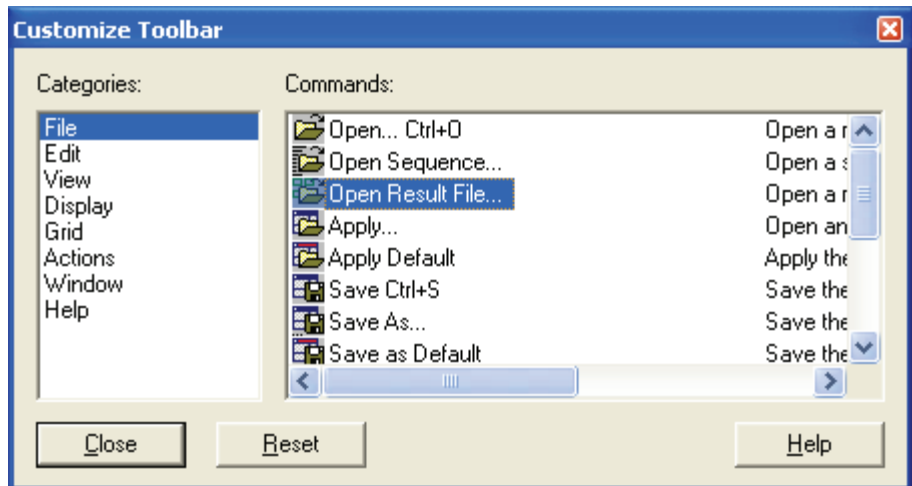 Customize Toolbar
Categories:
Commands:
File
Edit
View
Display
Grid
Actions
Window
Help
Open... Ctrl+O Open a
Open Sequence... Open a
Open Result File... Open a
Apply... Open an
Apply Default Apply the
Save Ctrl+S Save the
Save As... Save the
Save as Default Save the
Close
Reset
Help